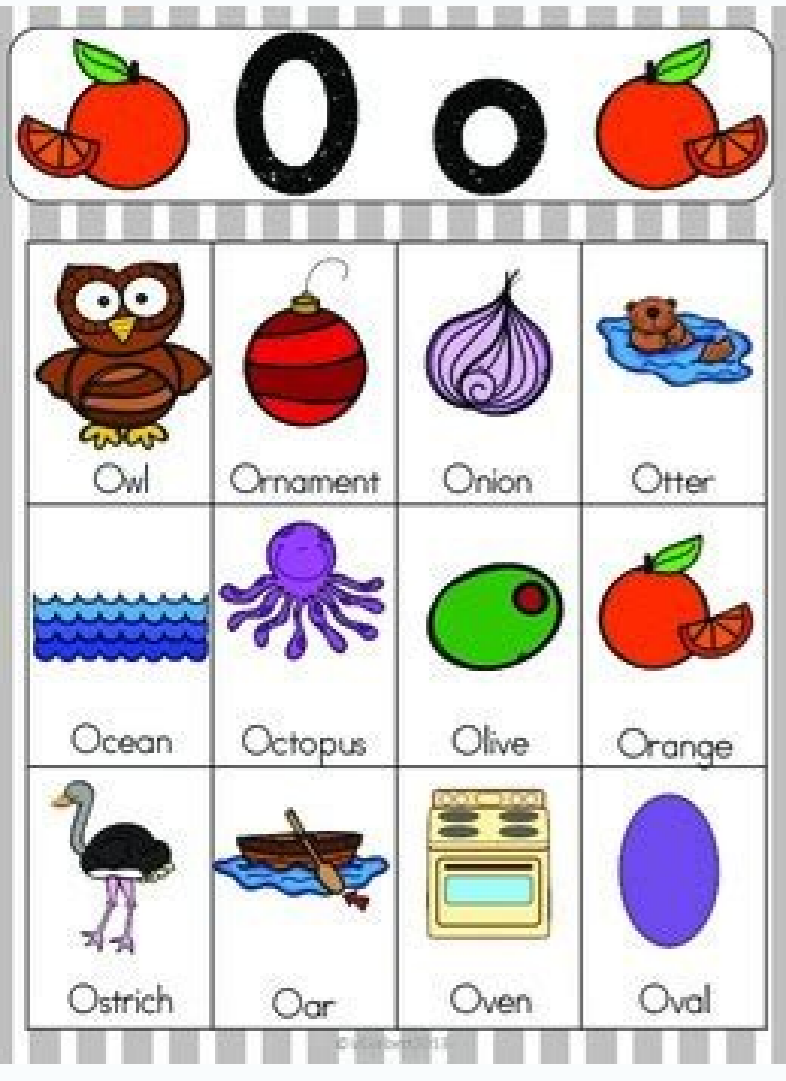 O o
Owl Ornament Onion Otter
Ocean Octopus Olive Orange
Ostrich Oar Oven Oval